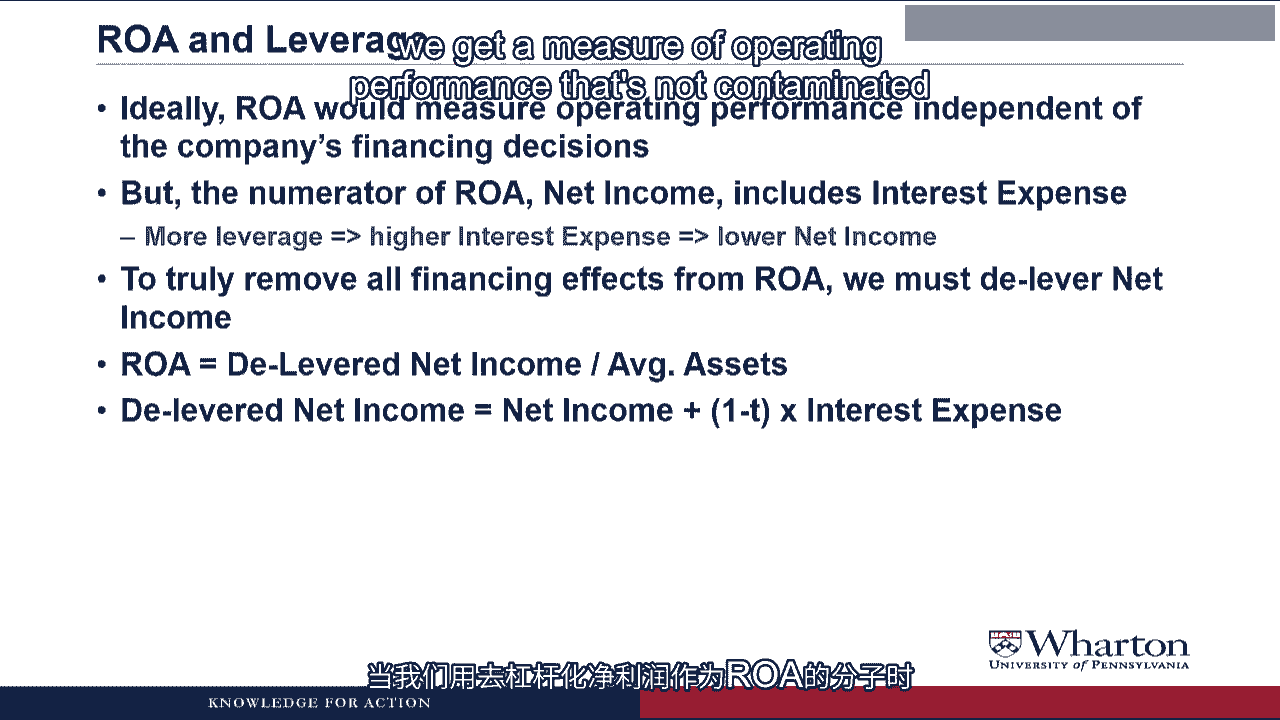 ROA and Leverage
we get a measure of operating
performance that's not contaminated
• Ideally, ROA would measure operating performance independent of
the company's financing decisions
• But, the numerator of ROA, Net Income, includes Interest Expense
– More leverage => higher Interest Expense => lower Net Income
• To truly remove all financing effects from ROA, we must de-lever Net
Income
• ROA = De-Levered Net Income / Avg. Assets
• De-levered Net Income = Net Income + (1-t) x Interest Expense
Wharton
UNIVERSITY of PENNSYLVANIA
当我们用去杠杆化净利润作为ROA的分子时
KNOWLEDGE FOR ACTION